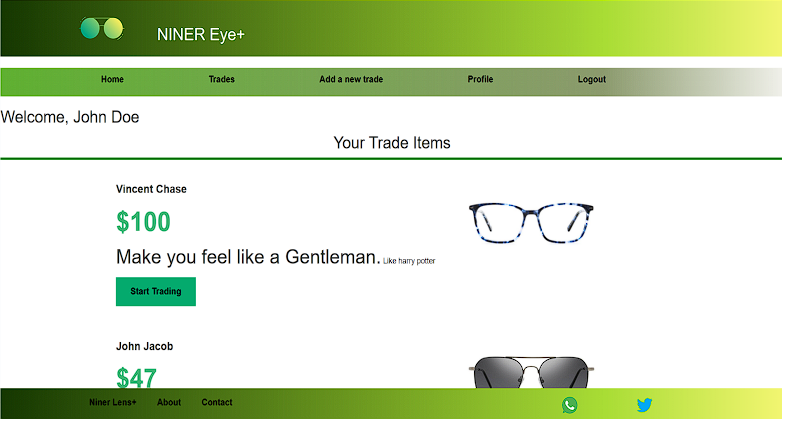 NINER Eye+
Home Trades Add a new trade Profile Logout
Welcome, John Doe
Your Trade Items
Vincent Chase
$100
Make you feel like a Gentleman. Like harry potter
Start Trading
John Jacob
$47
Niner Lens+ About Contact